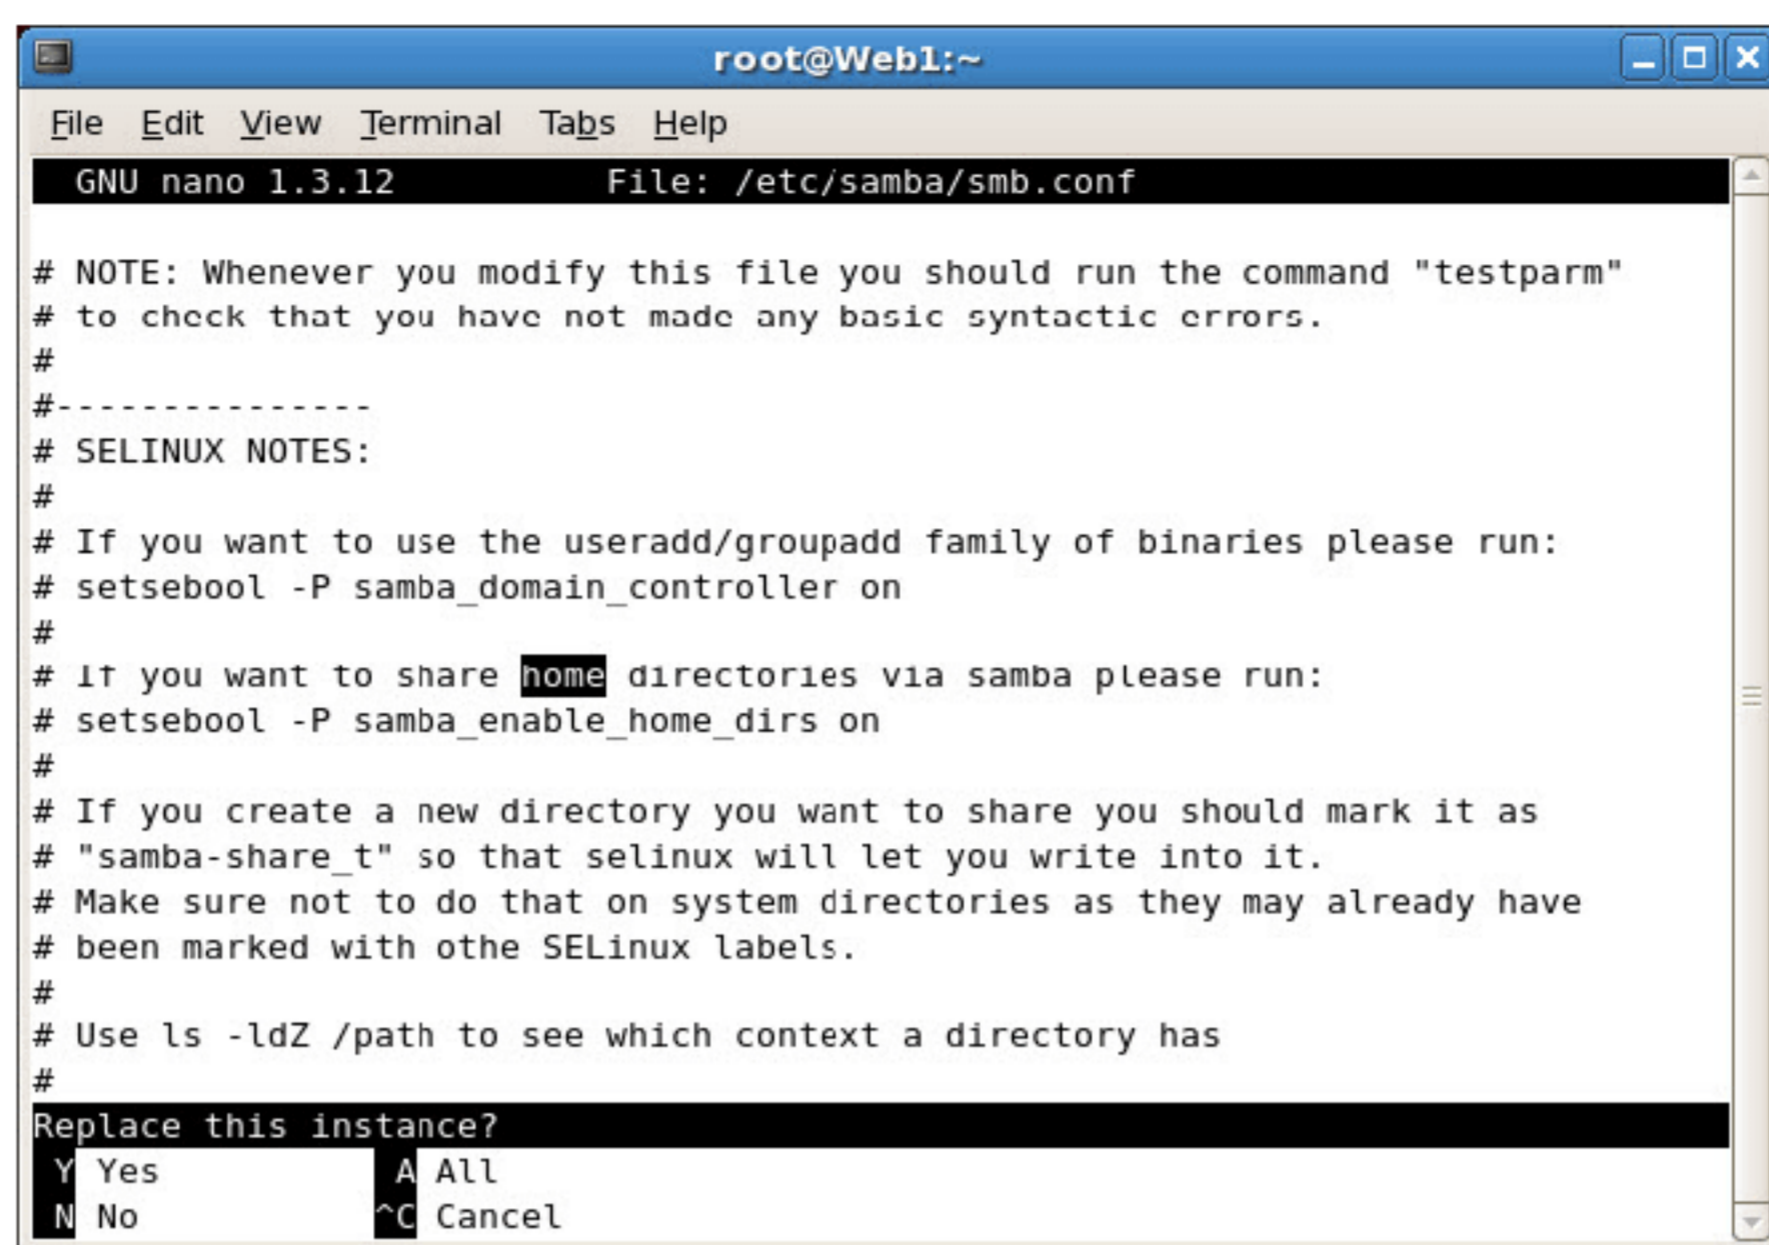 root@Web1:~
File Edit View Terminal Tabs Help
GNU nano 1.3.12 File: /etc/samba/smb.conf
# NOTE: Whenever you modify this file you should run the command "testparm"
# to check that you have not made any basic syntactic errors.
#
#---------------
# SELINUX NOTES:
#
# If you want to use the useradd/groupadd family of binaries please run:
# setsebool -P samba_domain_controller on
#
# If you want to share home directories via samba please run:
# setsebool -P samba_enable_home_dirs on
#
# If you create a new directory you want to share you should mark it as
# "samba-share_t" so that selinux will let you write into it.
# Make sure not to do that on system directories as they may already have
# been marked with othe SELinux labels.
#
# Use ls -ldZ /path to see which context a directory has
#
Replace this instance?
Y Yes A All
N No ^C Cancel